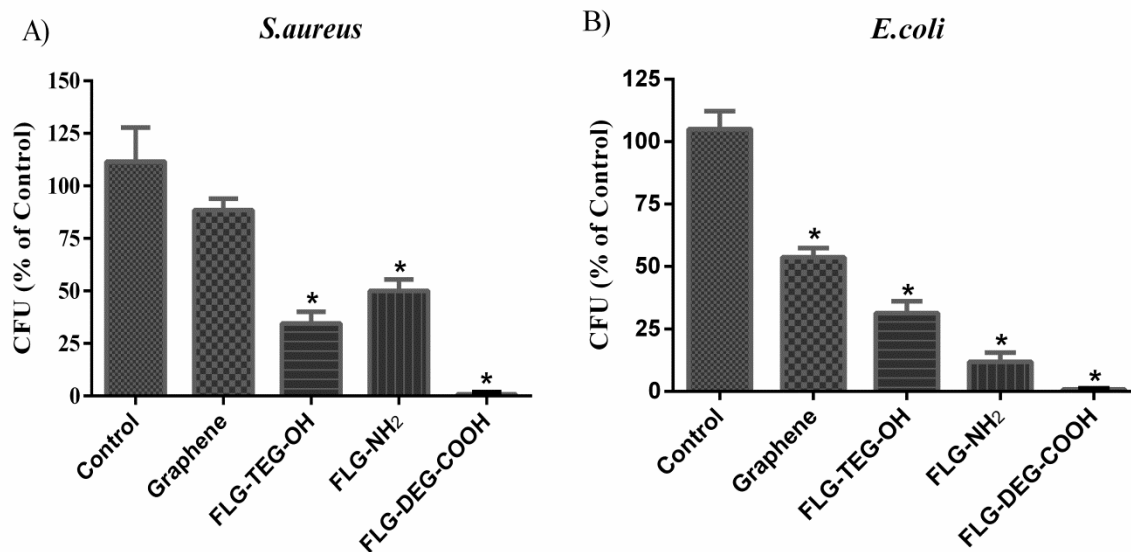 A)
S.aureus
CFU (% of Control)
150
125
100
75
50
25
0
*
*
*
Control
Graphene
FLG-TEG-OH
FLG-NH₂
FLG-DEG-COOH
B)
E.coli
CFU (% of Control)
125
100
75
50
25
0
*
*
*
*
Control
Graphene
FLG-TEG-OH
FLG-NH₂
FLG-DEG-COOH